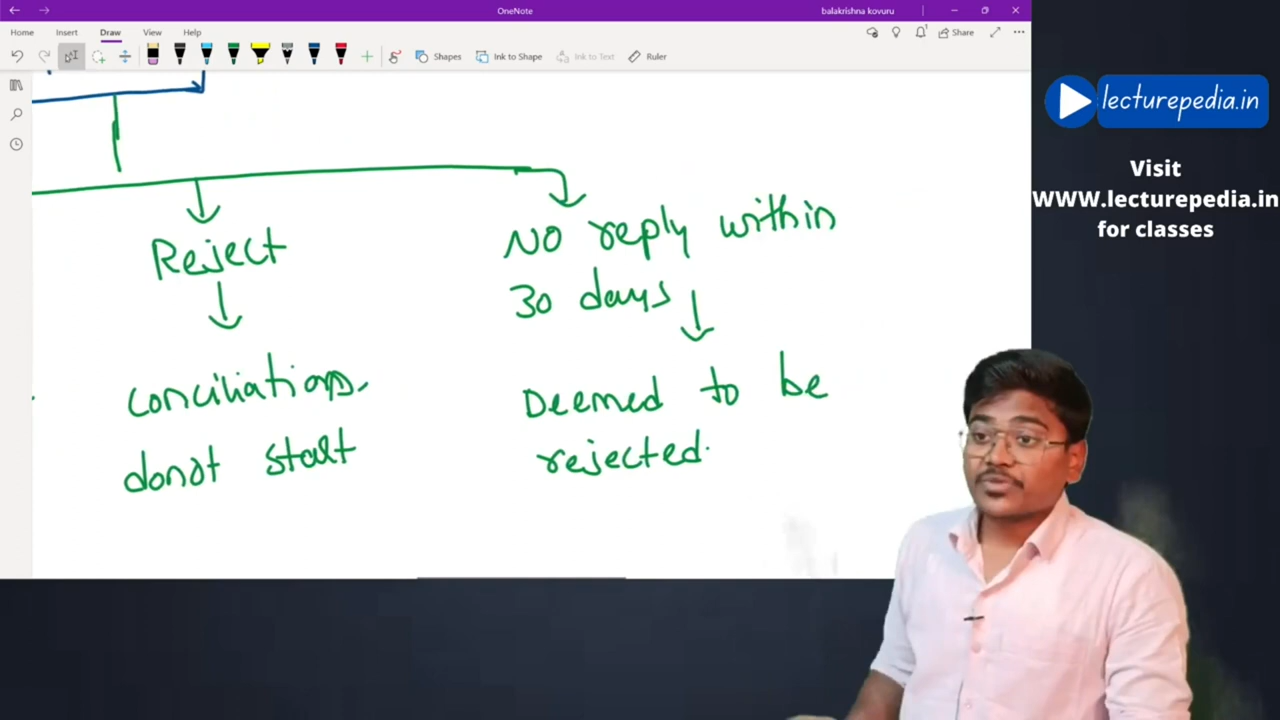 OneNote
balakrishna kovuru
Home Insert Draw View Help
Share
Shapes Ink to Shape Ink to Text Ruler
lecturepedia.in
Visit
WWW.lecturepedia.in
for classes
Reject
conciliations.
donot start
NO reply within
30 days
Deemed to be
rejected.